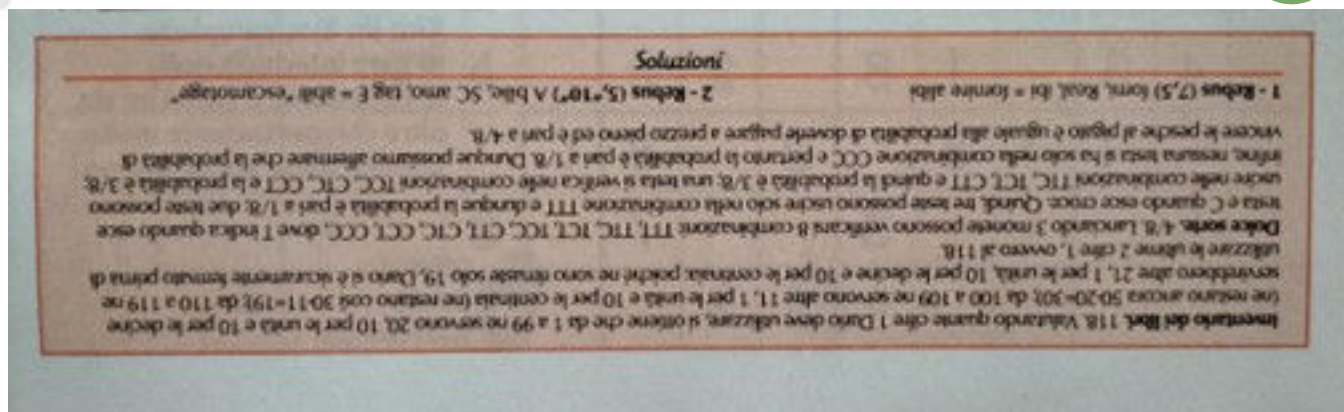 Soluzioni
Inventario dei libri. 118. Valutando quante cifre 1 Dario deve utilizzare, si ottiene che da 1 a 99 ne servono 20, 10 per le unità e 10 per le decine
(ne restano ancora 50-20=30); da 100 a 109 ne servono altre 11, 1 per le unità e 10 per le centinaia (ne restano così 30-11=19); da 110 a 119 ne
servirebbero altre 21, 1 per le unità, 10 per le decine e 10 per le centinaia; poiché ne sono rimaste solo 19, Dario si è sicuramente fermato prima di
utilizzare le ultime 2 cifre 1, ovvero al 118.
Dolce sorte. 4/8. Lanciando 3 monete possono verificarsi 8 combinazioni: TTT, TTC, TCT, TCC, CTT, CTC, CCT, CCC, dove T indica quando esce
testa e C quando esce croce. Quindi, tre teste possono uscire solo nella combinazione TTT e dunque la probabilità è pari a 1/8; due teste possono
uscire nelle combinazioni TTC, TCT, CTT e quindi la probabilità è 3/8; una testa si verifica nelle combinazioni TCC, CTC, CCT e la probabilità è 3/8;
infine, nessuna testa si ha solo nella combinazione CCC e pertanto la probabilità è pari a 1/8. Dunque possiamo affermare che la probabilità di
vincere le pesche al gigato è uguale alla probabilità di doverle pagare a prezzo pieno ed è pari a 4/8.
1 - Rebus (7,5) forni, Real, ibi = fornire alibi
2 - Rebus (5,"10") A bile, SC amo, tag E = abili "escamotage"